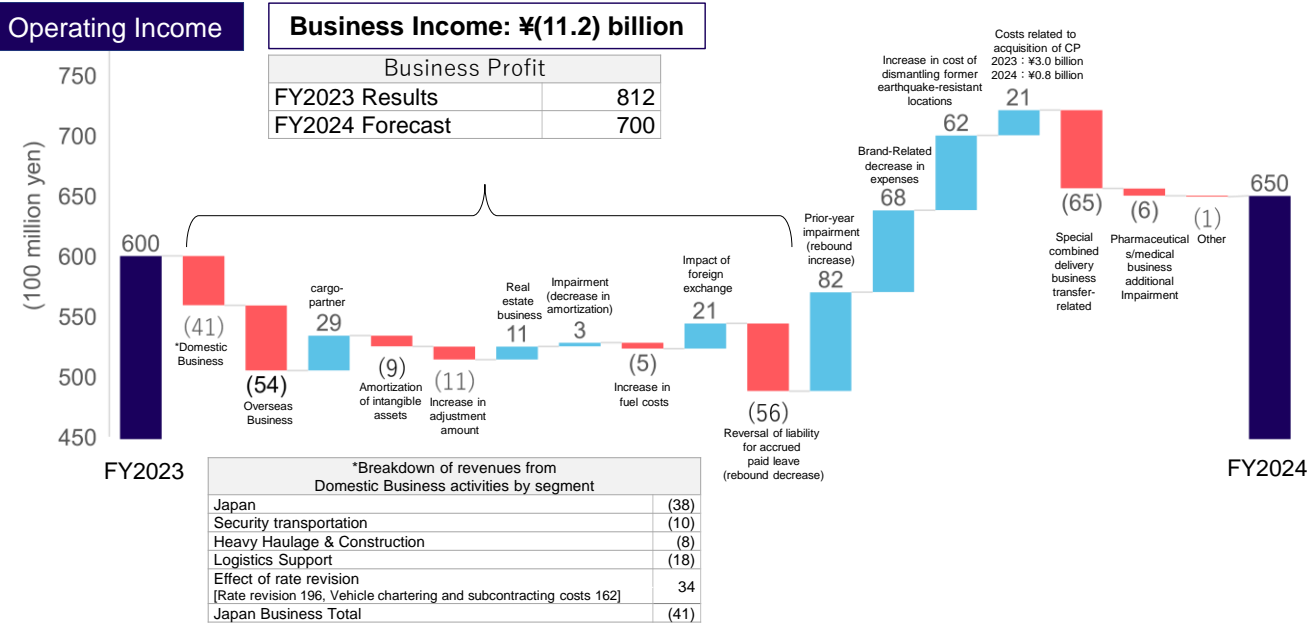 Operating Income
Business Income: ¥(11.2) billion
Business Profit
FY2023 Results 812
FY2024 Forecast 700
(100 million yen)
750
700
650
600
550
500
450
600
FY2023
(41)
*Domestic
Business
(54)
Overseas
Business
cargo-
partner
29
(9)
Amortization
of intangible
assets
(11)
Increase in
adjustment
amount
Real
estate
business
11
Impairment
(decrease in
amortization)
3
(5)
Increase in
fuel costs
Impact of
foreign
exchange
21
(56)
Reversal of liability
for accrued
paid leave
(rebound decrease)
Prior-year
impairment
(rebound
increase)
82
Brand-Related
decrease in
expenses
68
Increase in cost of
dismantling former
earthquake-resistant
locations
62
Costs related to
acquisition of CP
2023：¥3.0 billion
2024：¥0.8 billion
21
(65)
Special
combined
delivery
business
transfer-
related
(6)
Pharmaceutical
s/medical
business
additional
Impairment
(1)
Other
650
FY2024
*Breakdown of revenues from
Domestic Business activities by segment
Japan (38)
Security transportation (10)
Heavy Haulage & Construction (8)
Logistics Support (18)
Effect of rate revision 34
[Rate revision 196, Vehicle chartering and subcontracting costs 162]
Japan Business Total (41)